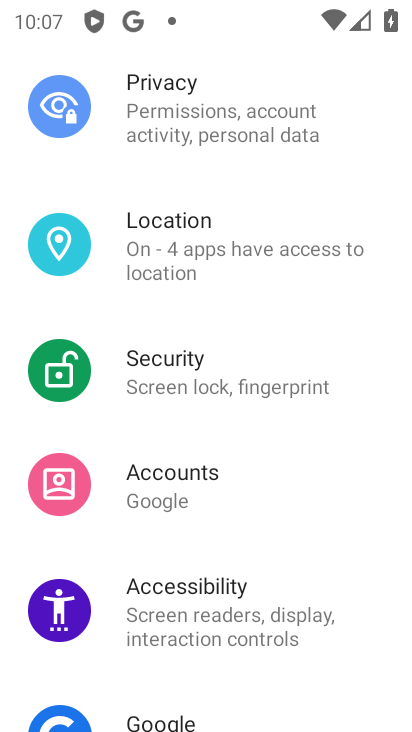 10:07
Privacy
Permissions, account
activity, personal data
Location
On - 4 apps have access to
location
Security
Screen lock, fingerprint
Accounts
Google
Accessibility
Screen readers, display,
interaction controls
Google